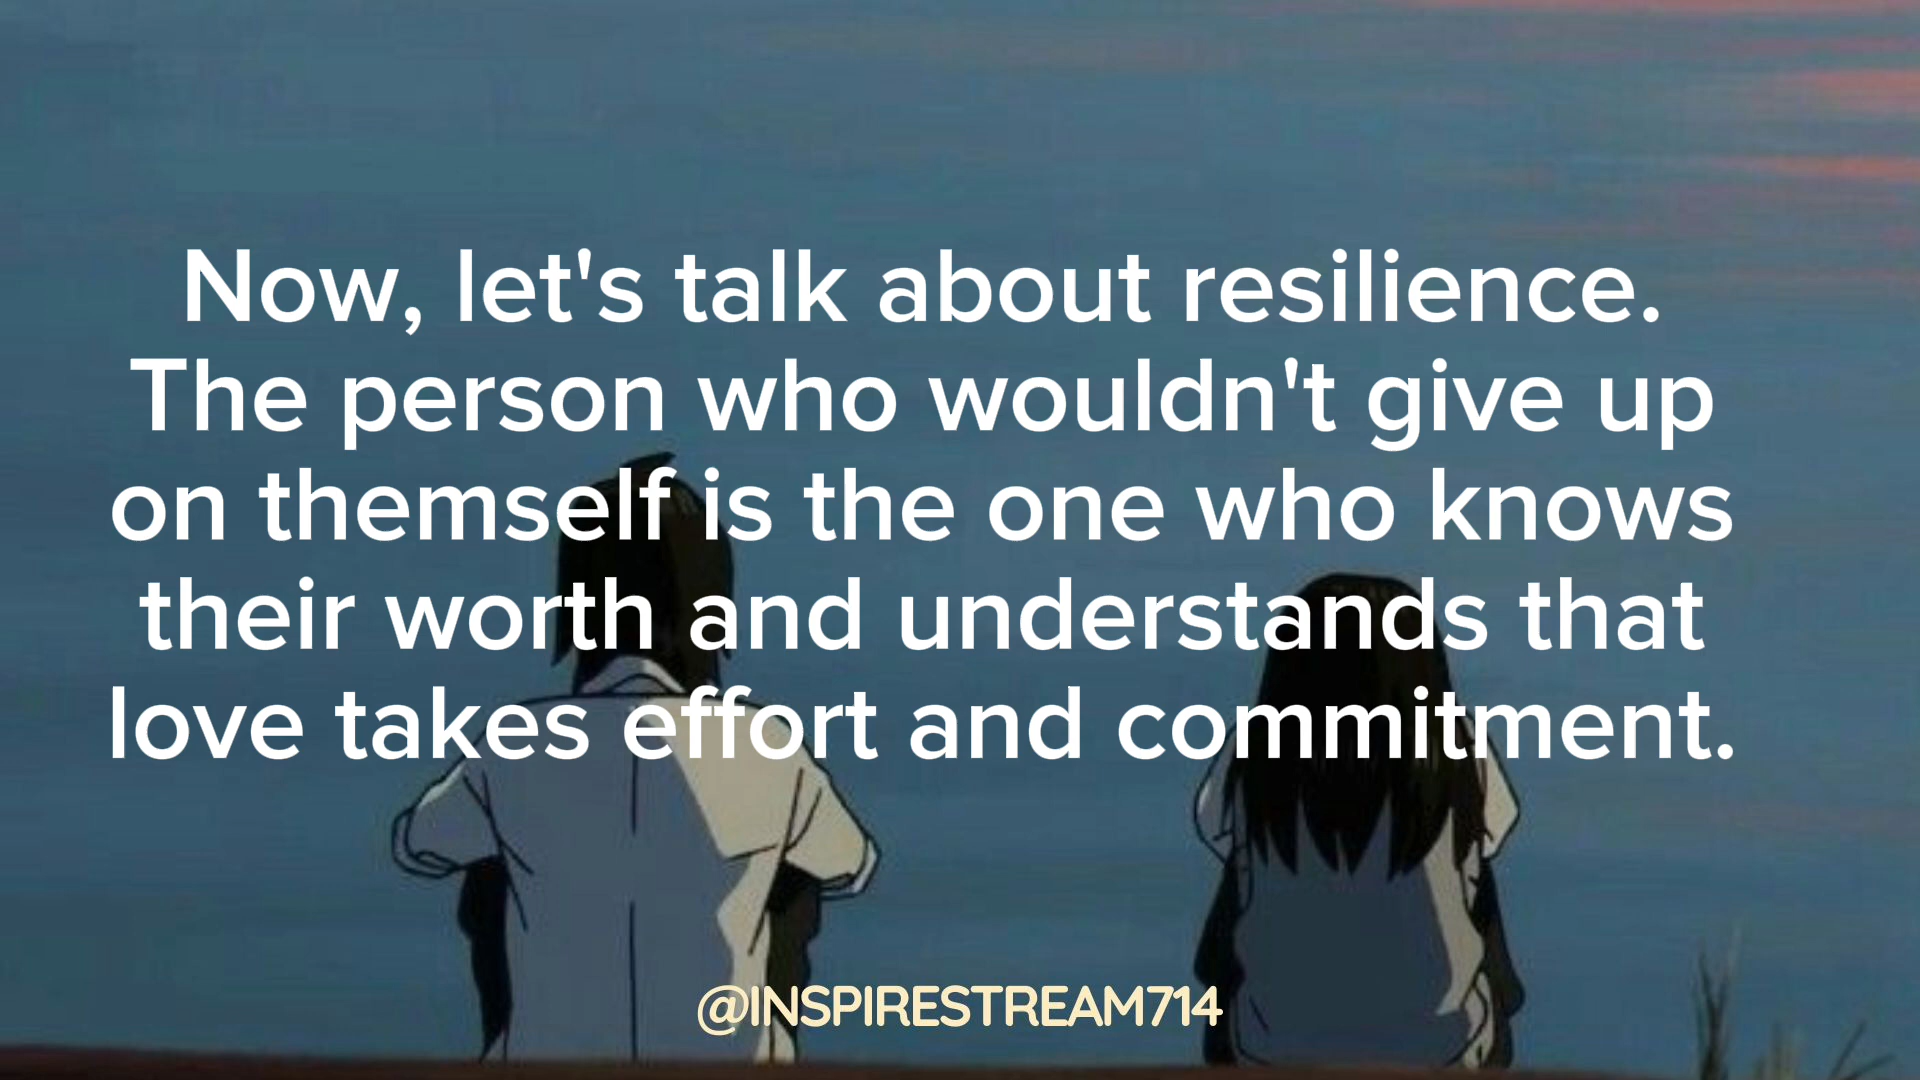 Now, let's talk about resilience.
The person who wouldn't give up
on themself is the one who knows
their worth and understands that
love takes effort and commitment.
@INSPIRESTREAM714